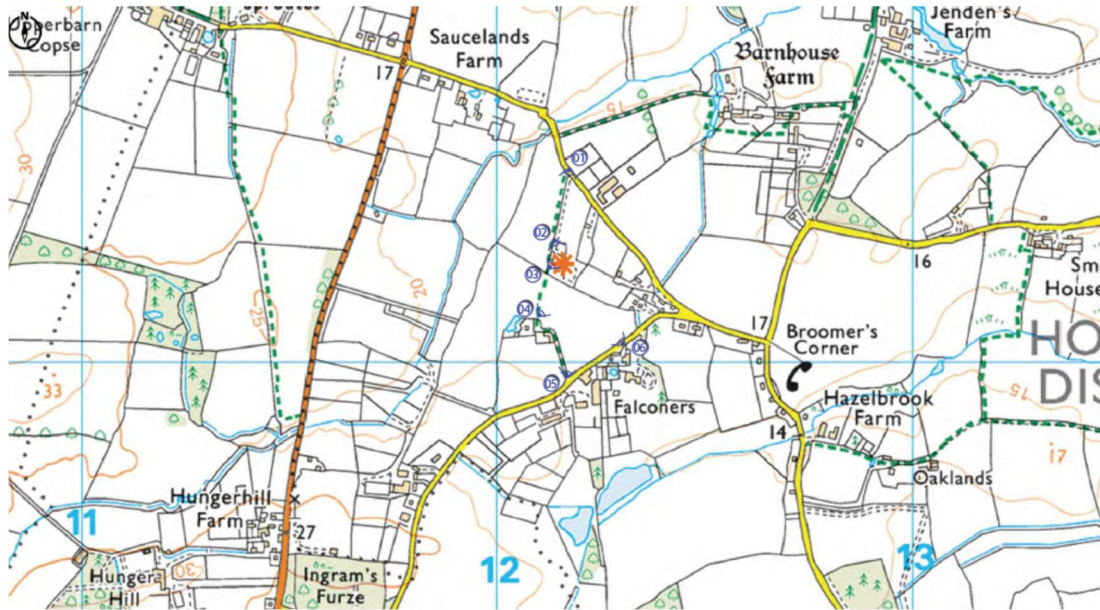 N
Copse
Saucelands
Farm
17
Jenden's
Farm
Barnhouse
Farm
15
30
01
02
03
20
04
25
16
Sm
House
17
Broomer's
Corner
06
HO
DIS
33
05
Falconers
Hazelbrook
Farm
15
14
17
Oaklands
Hungerhill
Farm
11
27
12
13
Hunger
Hill
30
Ingram's
Furze